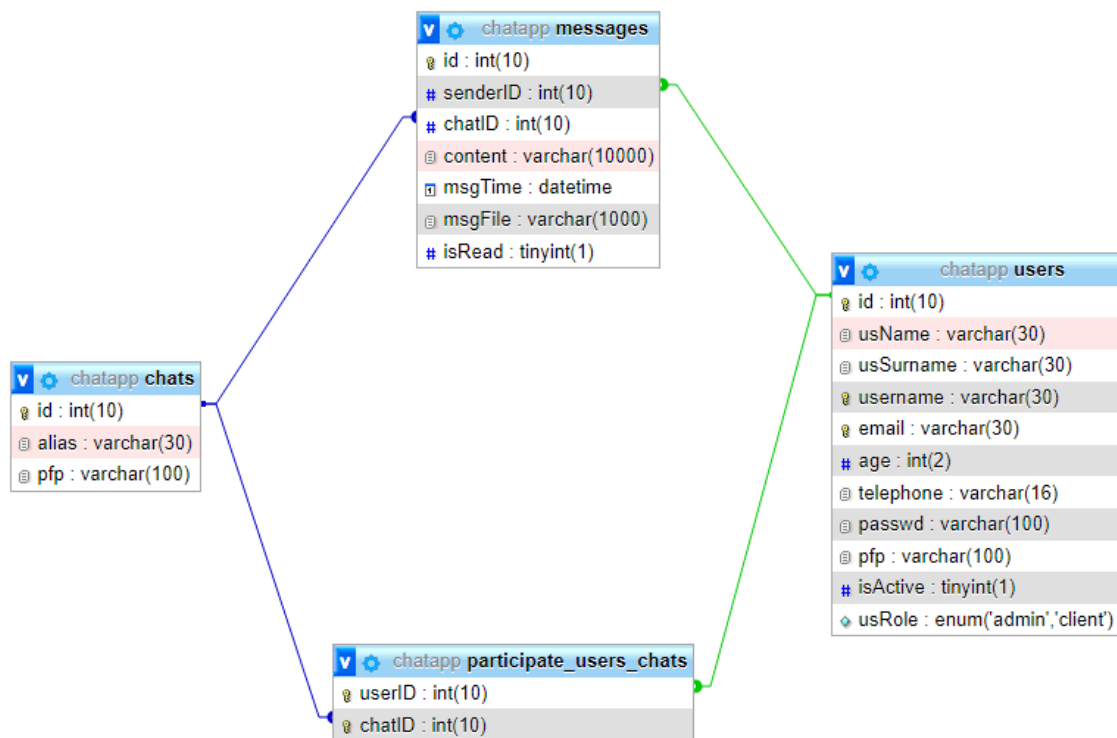 chatapp messages
id : int(10)
senderID : int(10)
chatID : int(10)
content : varchar(10000)
msgTime : datetime
msgFile : varchar(1000)
isRead : tinyint(1)
chatapp users
id : int(10)
usName : varchar(30)
usSurname : varchar(30)
username : varchar(30)
email : varchar(30)
age : int(2)
telephone : varchar(16)
passwd : varchar(100)
pfp : varchar(100)
isActive : tinyint(1)
usRole : enum('admin','client')
chatapp chats
id : int(10)
alias : varchar(30)
pfp : varchar(100)
chatapp participate_users_chats
userID : int(10)
chatID : int(10)